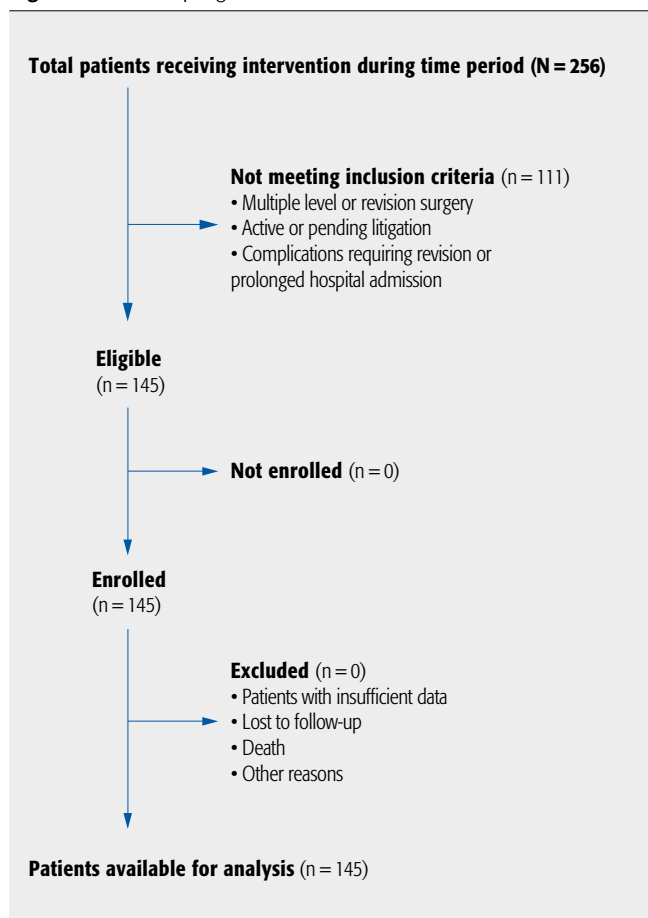 Total patients receiving intervention during time period (N = 256)
Not meeting inclusion criteria (n = 111)
• Multiple level or revision surgery
• Active or pending litigation
• Complications requiring revision or
prolonged hospital admission
Eligible
(n = 145)
Not enrolled (n = 0)
Enrolled
(n = 145)
Excluded (n = 0)
• Patients with insufficient data
• Lost to follow-up
• Death
• Other reasons
Patients available for analysis (n = 145)